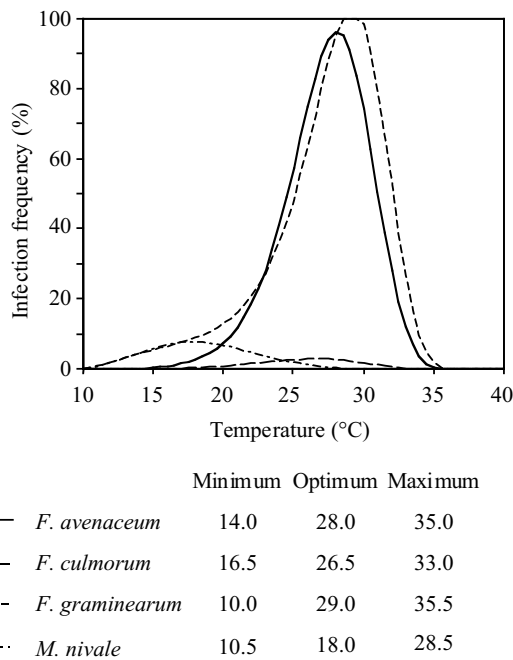 100
80
60
40
20
0
Infection frequency (%)
10 15 20 25 30 35 40
Temperature (°C)
Minimum Optimum Maximum
F. avenaceum 14.0 28.0 35.0
F. culmorum 16.5 26.5 33.0
F. graminearum 10.0 29.0 35.5
M. nivale 10.5 18.0 28.5